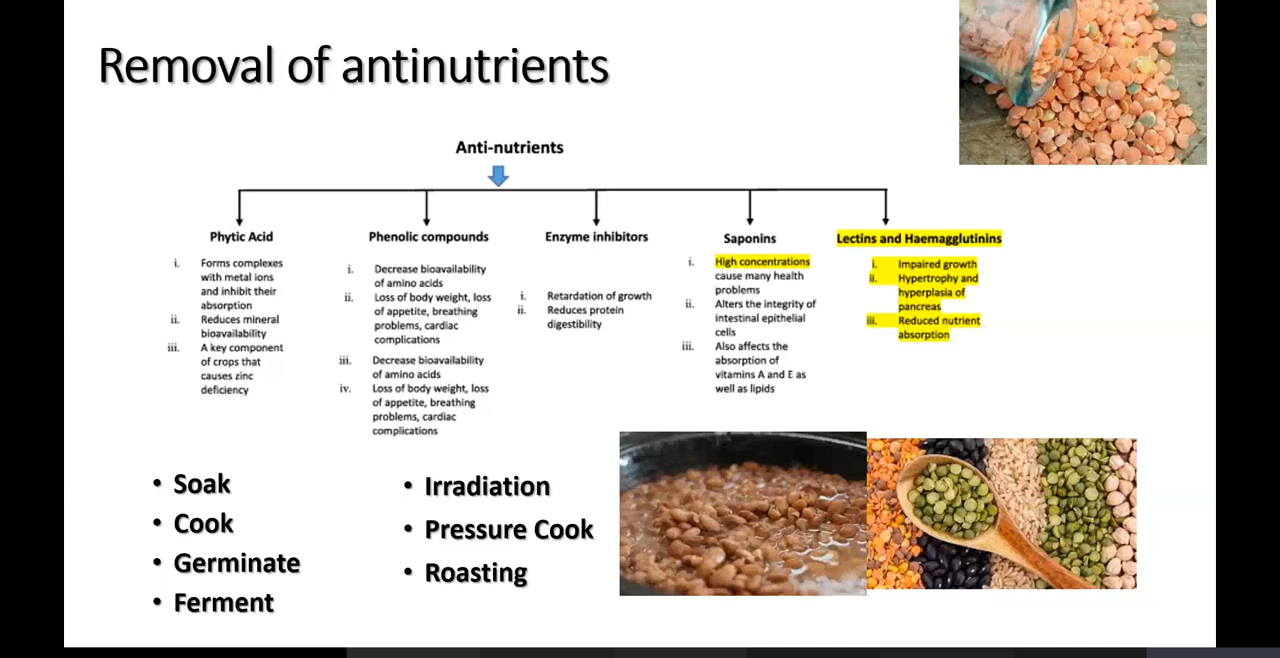 Removal of antinutrients
Anti-nutrients
Phytic Acid
i. Forms complexes
with metal ions
and inhibit their
absorption
ii. Reduces mineral
bioavailability
iii. A key component
of crops that
causes zinc
deficiency
Phenolic compounds
i. Decrease bioavailability
of amino acids
ii. Loss of body weight, loss
of appetite, breathing
problems, cardiac
complications
iii. Decrease bioavailability
of amino acids
iv. Loss of body weight, loss
of appetite, breathing
problems, cardiac
complications
Enzyme inhibitors
i. Retardation of growth
ii. Reduces protein
digestibility
Saponins
i. High concentrations
cause many health
problems
ii. Alters the integrity of
intestinal epithelial
cells
iii. Also affects the
absorption of
vitamins A and E as
well as lipids
Lectins and Haemagglutinins
i. Impaired growth
ii. Hypertrophy and
hyperplasia of
pancreas
iii. Reduced nutrient
absorption
• Soak
• Cook
• Germinate
• Ferment
• Irradiation
• Pressure Cook
• Roasting